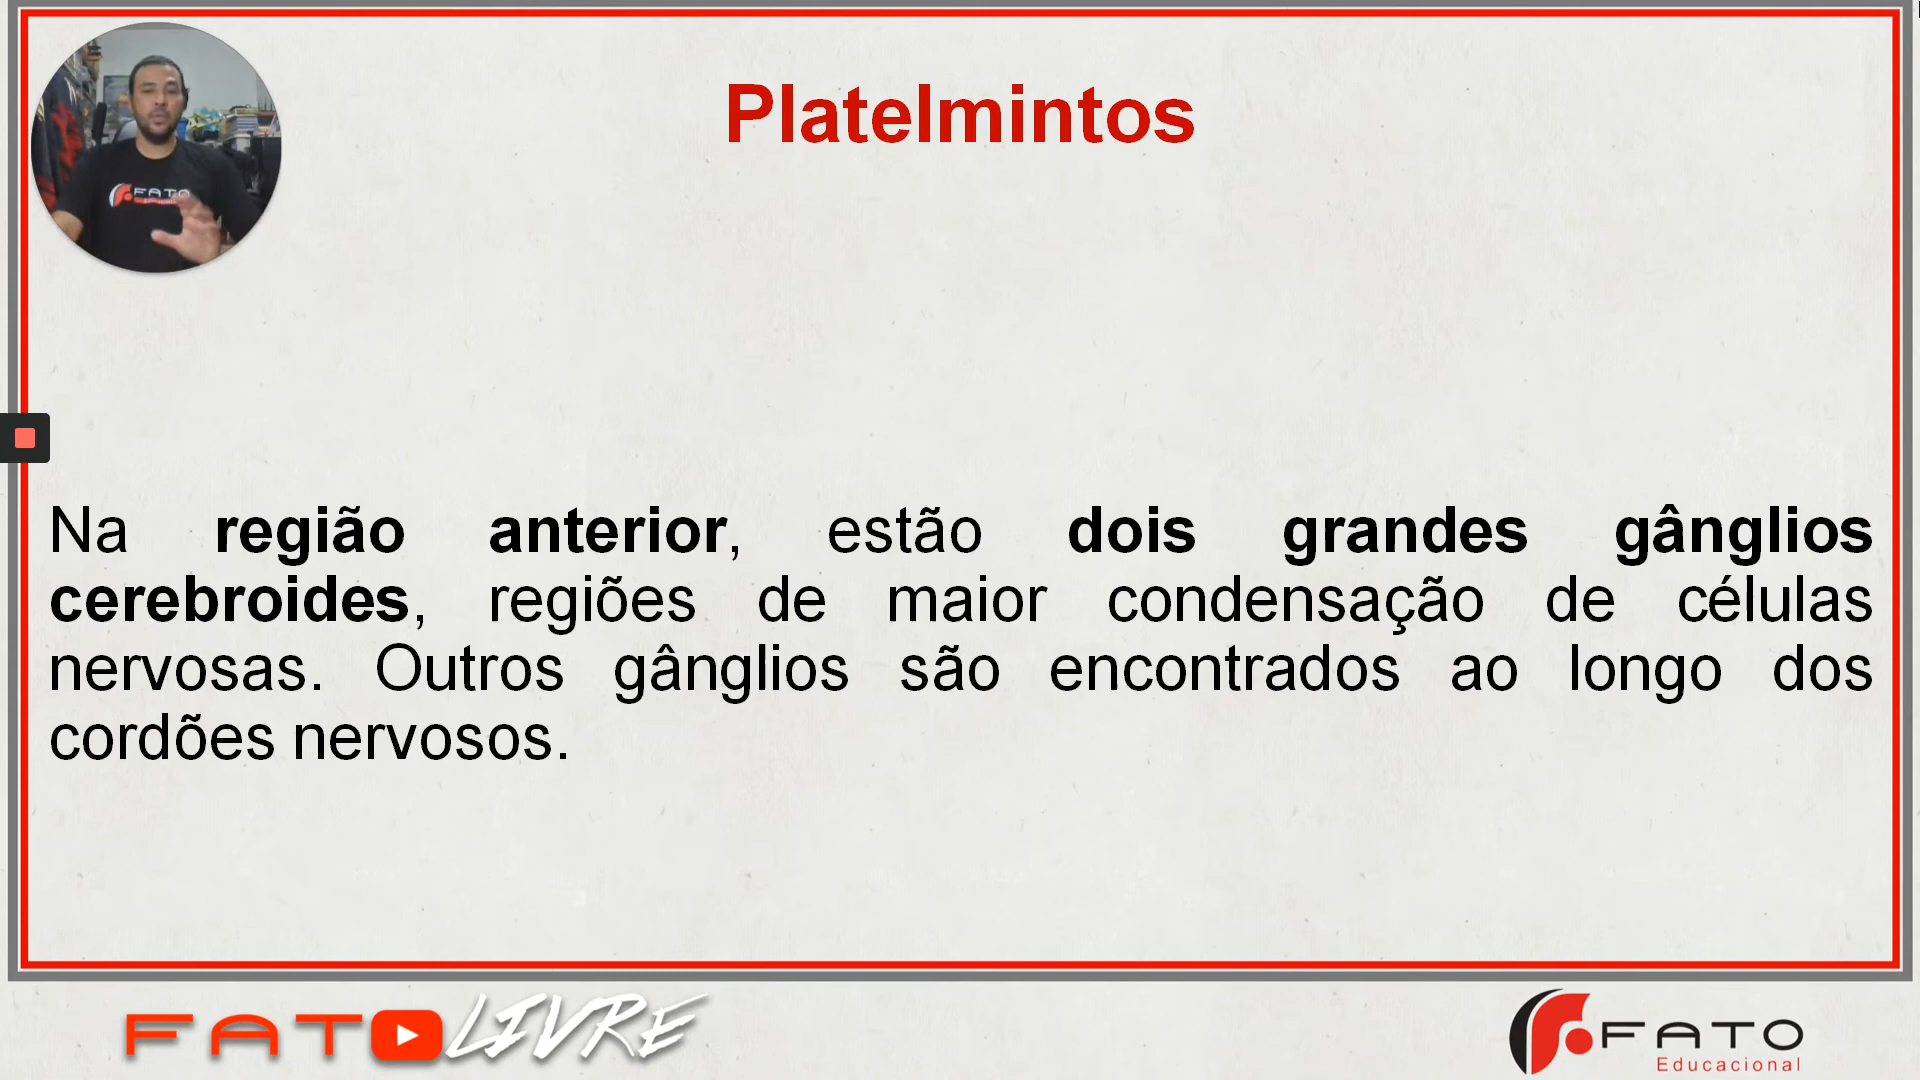 Platelmintos
FATO
Na região anterior, estão dois grandes gânglios
cerebroides, regiões de maior condensação de células
nervosas. Outros gânglios são encontrados ao longo dos
cordões nervosos.
FATO LIVRE
FATO
Educacional